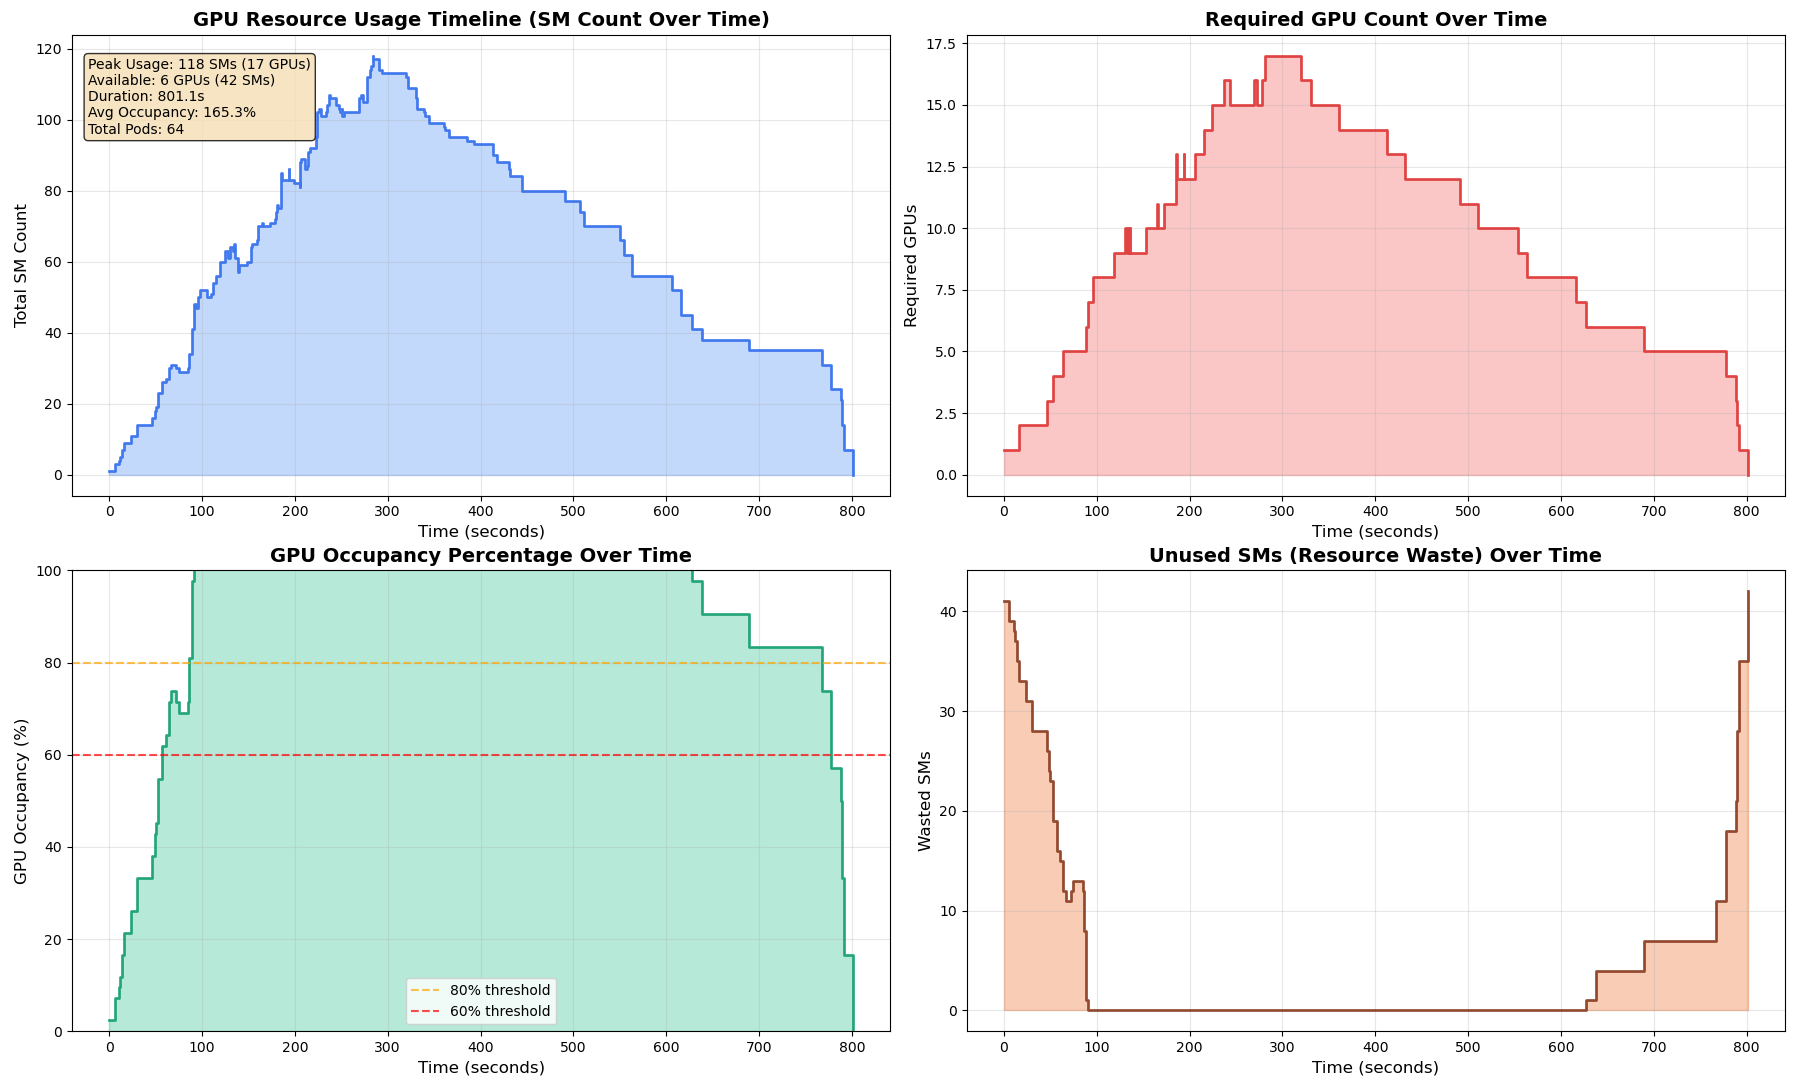 GPU Resource Usage Timeline (SM Count Over Time)
Peak Usage: 118 SMs (17 GPUs)
Available: 6 GPUs (42 SMs)
Duration: 801.1s
Avg Occupancy: 165.3%
Total Pods: 64
Total SM Count
120
100
80
60
40
20
0
0 100 200 300 400 500 600 700 800
Time (seconds)
Required GPU Count Over Time
Required GPUs
17.5
15.0
12.5
10.0
7.5
5.0
2.5
0.0
0 100 200 300 400 500 600 700 800
Time (seconds)
GPU Occupancy Percentage Over Time
GPU Occupancy (%)
100
80
60
40
20
0
80% threshold
60% threshold
0 100 200 300 400 500 600 700 800
Time (seconds)
Unused SMs (Resource Waste) Over Time
Wasted SMs
40
30
20
10
0
0 100 200 300 400 500 600 700 800
Time (seconds)